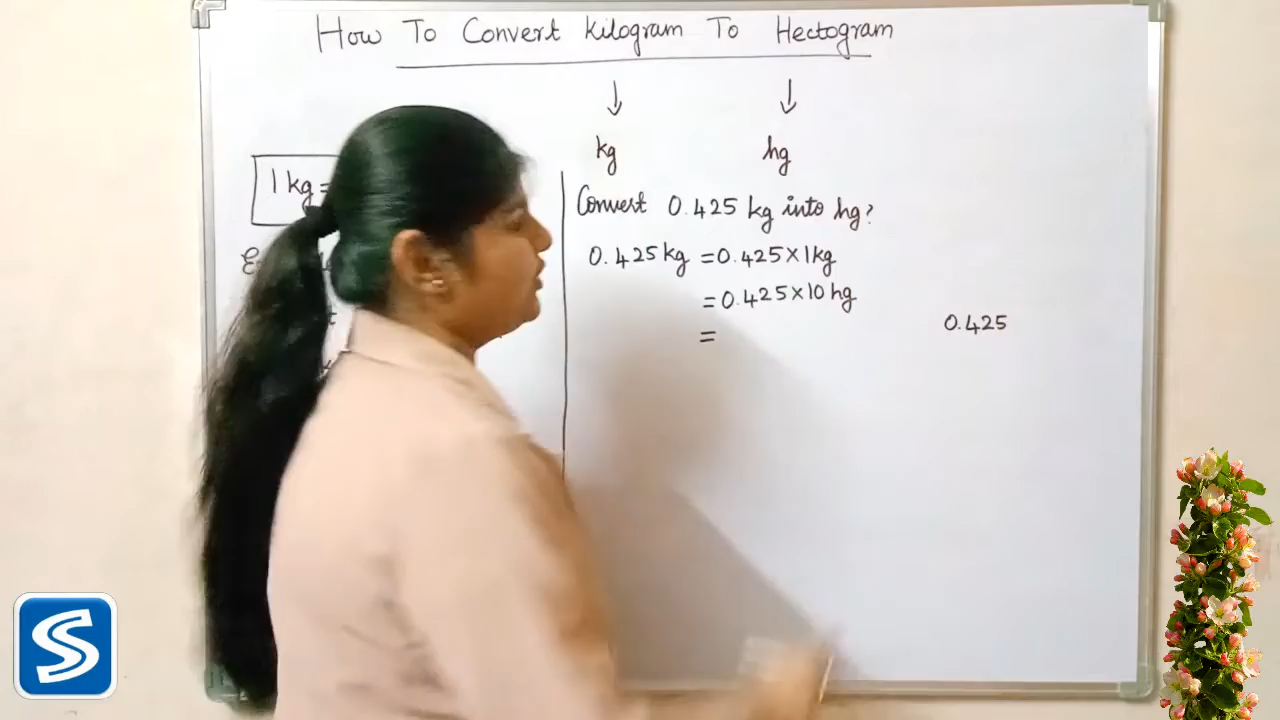 How To Convert Kilogram To Hectogram
↓ ↓
kg hg
1 kg =
Convert 0.425 kg into hg?
0.425 kg = 0.425 × 1 kg
= 0.425 × 10 hg
=
0.425
S